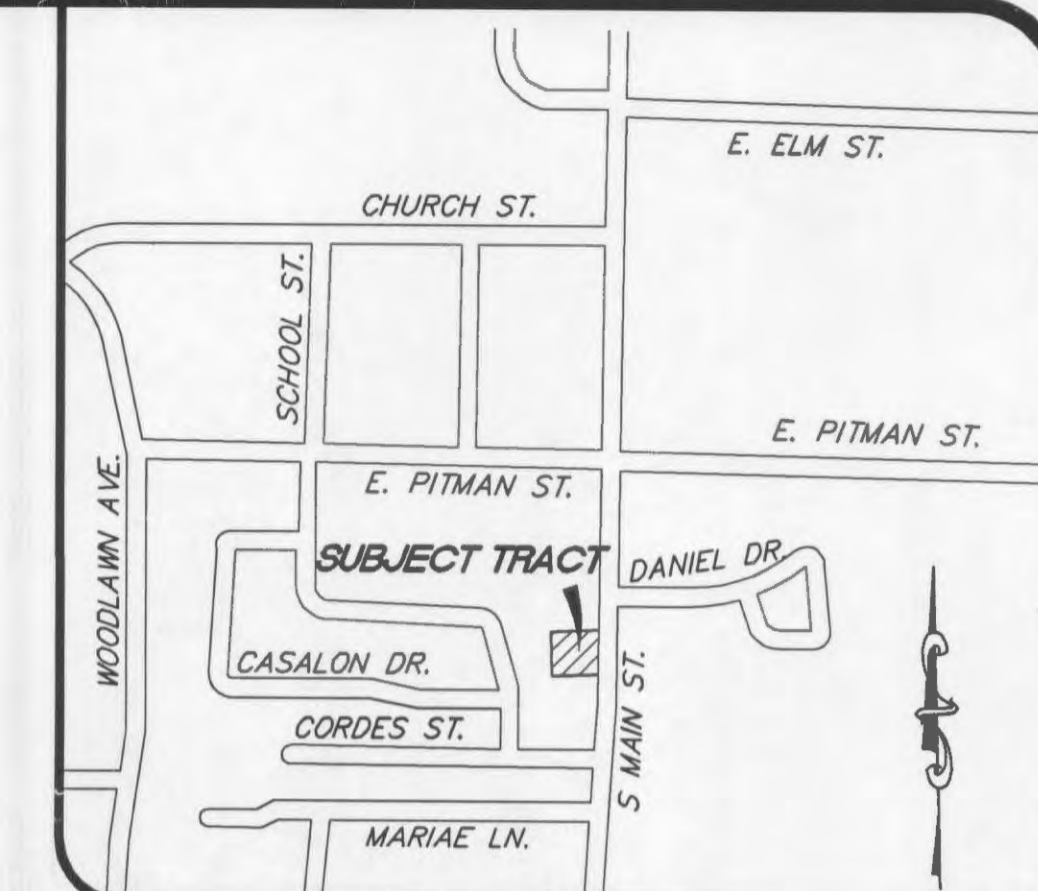 E. ELM ST.
CHURCH ST.
SCHOOL ST.
E. PITMAN ST.
E. PITMAN ST.
WOODLAWN AVE.
SUBJECT TRACT
DANIEL DR.
CASALON DR.
S MAIN ST.
CORDES ST.
MARIAE LN.